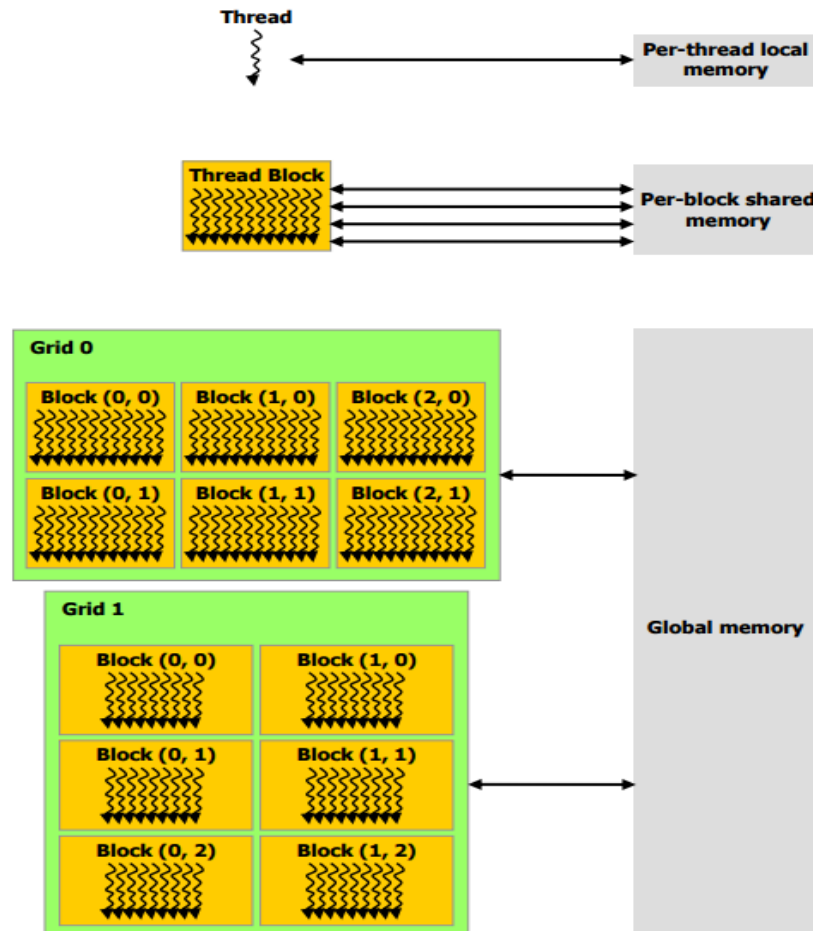 Thread
Per-thread local
memory
Thread Block
Per-block shared
memory
Grid 0
Block (0, 0)
Block (1, 0)
Block (2, 0)
Block (0, 1)
Block (1, 1)
Block (2, 1)
Grid 1
Block (0, 0)
Block (1, 0)
Block (0, 1)
Block (1, 1)
Block (0, 2)
Block (1, 2)
Global memory